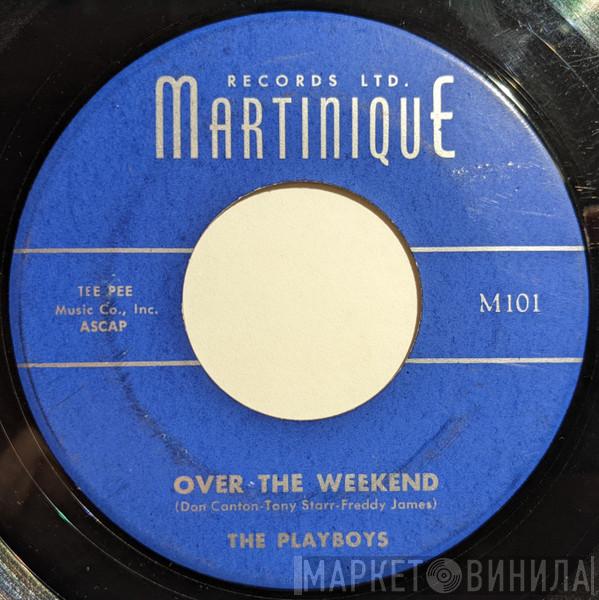 RECORDS LTD.
MARTINIQUE
TEE PEE
Music Co., Inc.
ASCAP
M101
OVER THE WEEKEND
(Don Canton-Tony Starr-Freddy James)
THE PLAYBOYS
МАРКЕТ ВИНИЛА